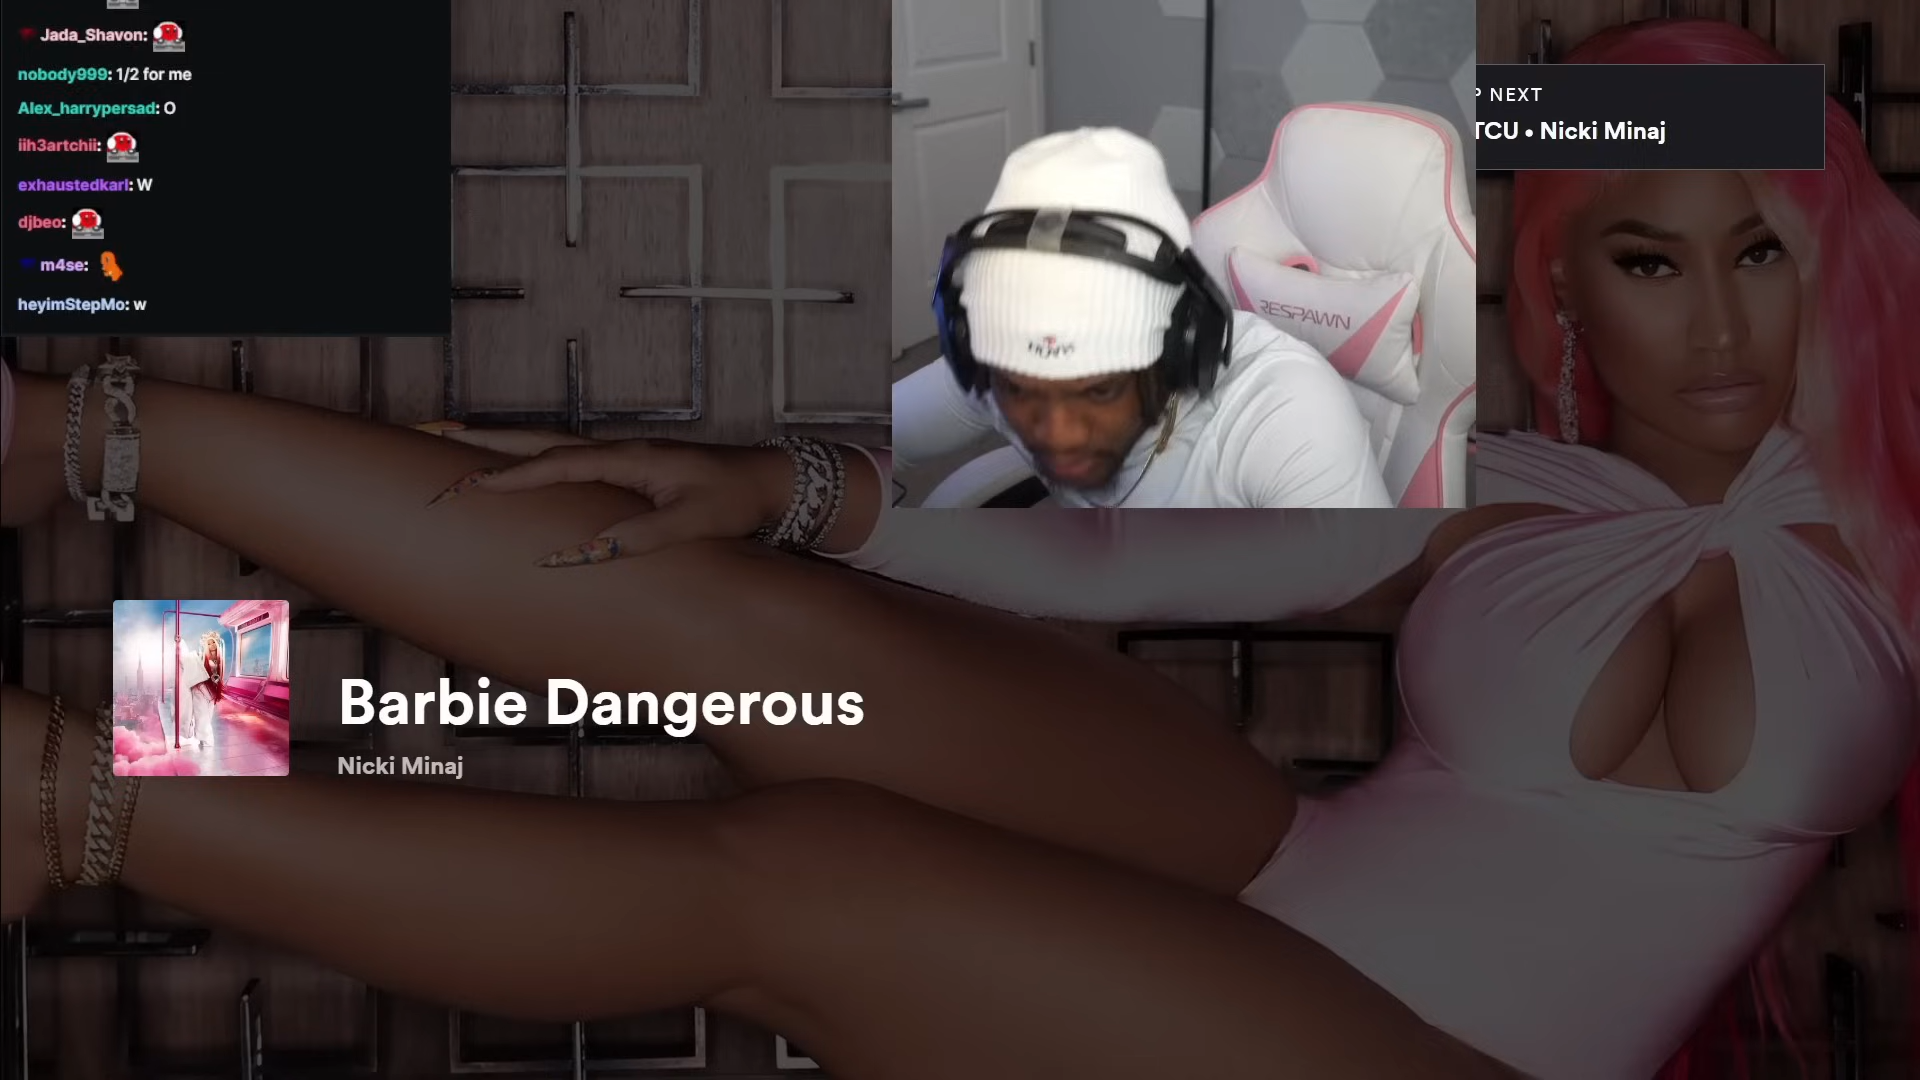 Jada_Shavon:
nobody999: 1/2 for me
Alex_harrypersad: O
iih3artchii:
exhaustedkarl: W
djbeo:
m4se:
heyimStepMo: w
P NEXT
TCU • Nicki Minaj
RESPAWN
Barbie Dangerous
Nicki Minaj